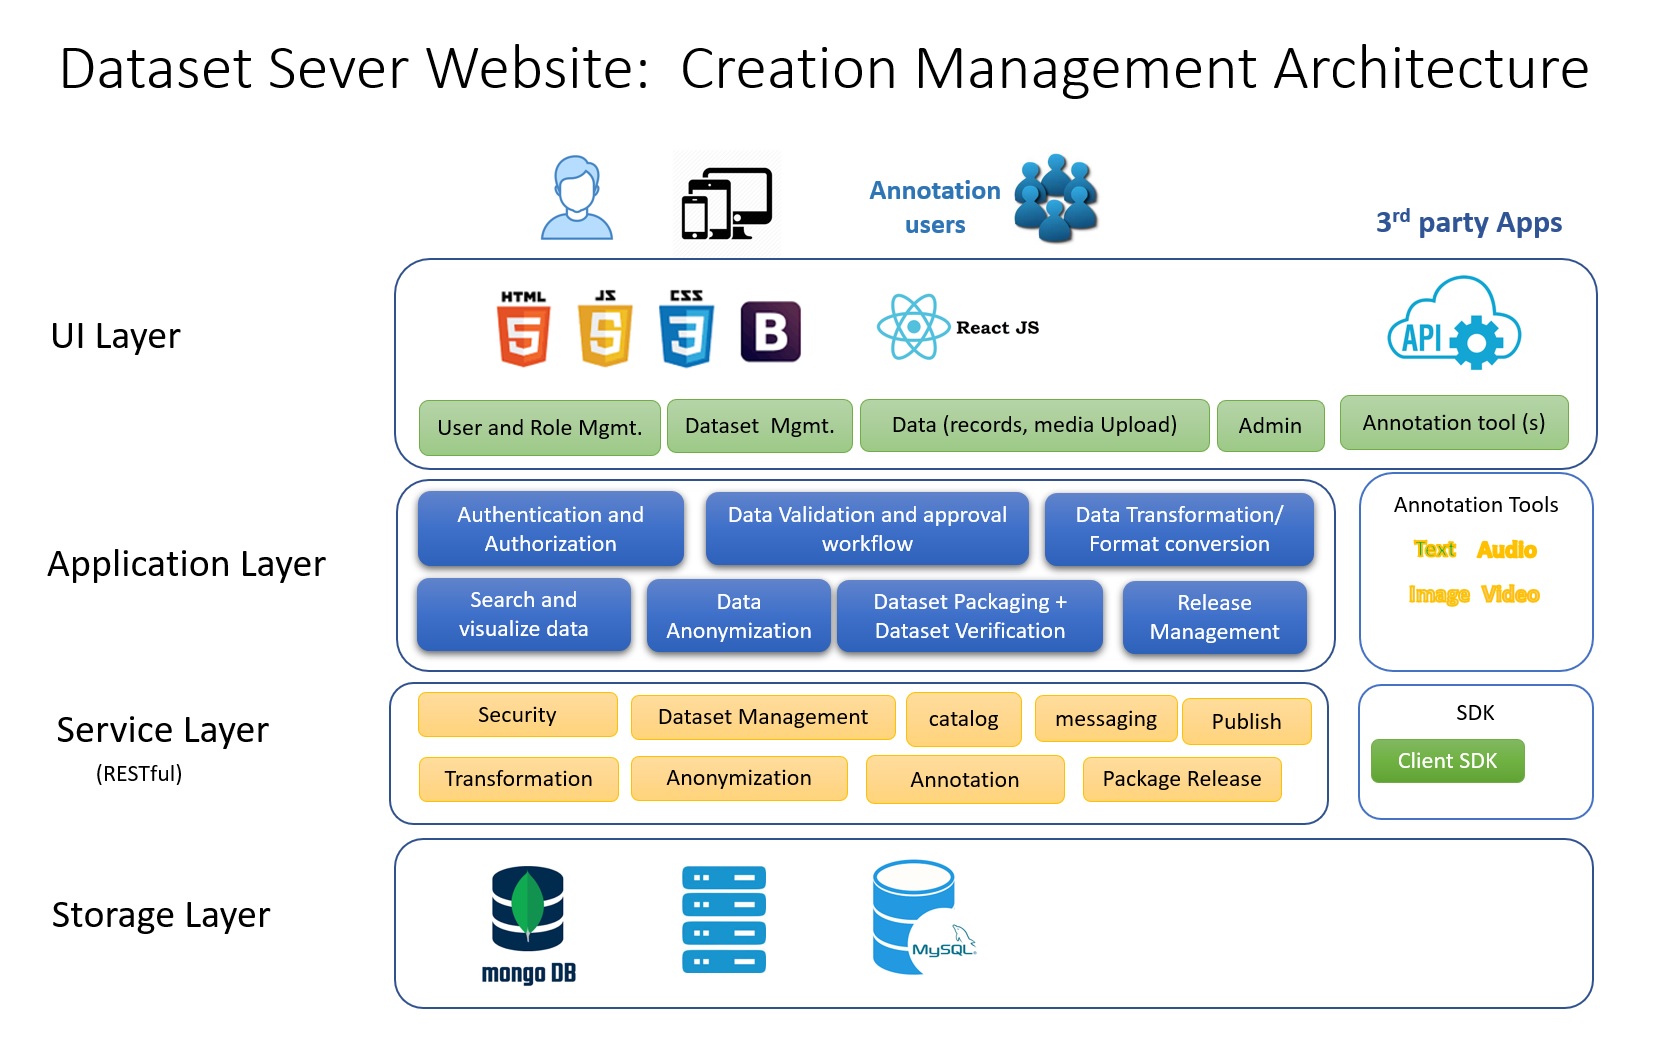 Dataset Sever Website:  Creation Management Architecture
Annotation
users
3rd party Apps
UI Layer
HTML
5
JS
5
CSS
3
B
React JS
API
User and Role Mgmt.
Dataset  Mgmt.
Data (records, media Upload)
Admin
Annotation tool (s)
Application Layer
Authentication and
Authorization
Data Validation and approval
workflow
Data Transformation/
Format conversion
Search and
visualize data
Data
Anonymization
Dataset Packaging +
Dataset Verification
Release
Management
Annotation Tools
Text Audio
Image Video
Service Layer
(RESTful)
Security
Dataset Management
catalog
messaging
Publish
Transformation
Anonymization
Annotation
Package Release
SDK
Client SDK
Storage Layer
mongo DB
MySQL